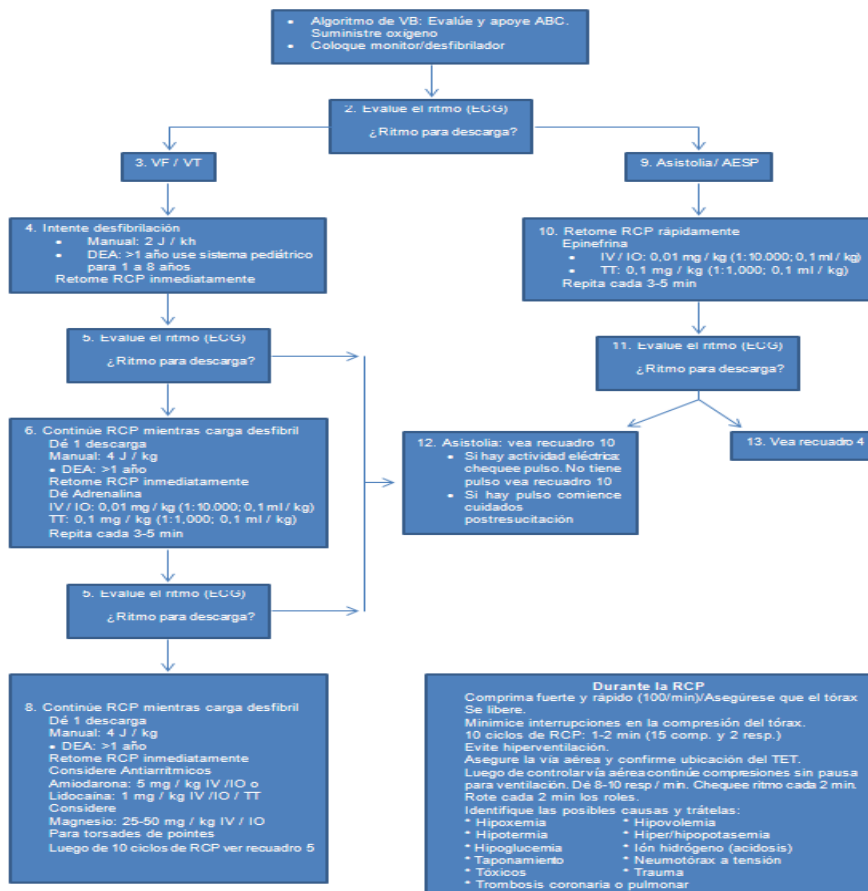 • Algoritmo de VB: Evalúe y apoye ABC.
Suministre oxígeno
• Coloque monitor/desfibrilador
2. Evalúe el ritmo (ECG)
¿Ritmo para descarga?
3. VF / VT
9. Asistolia / AESP
4. Intente desfibrilación
• Manual: 2 J / kh
• DEA: >1 año use sistema pediátrico
para 1 a 8 años
Retome RCP inmediatamente
10. Retome RCP rápidamente
Epinefrina
• IV / IO: 0,01 mg / kg (1:10.000; 0,1 ml / kg)
• TT: 0,1 mg / kg (1:1,000; 0,1 ml / kg)
Repita cada 3-5 min
5. Evalúe el ritmo (ECG)
¿Ritmo para descarga?
11. Evalúe el ritmo (ECG)
¿Ritmo para descarga?
6. Continúe RCP mientras carga desfibril
Dé 1 descarga
Manual: 4 J / kg
• DEA: >1 año
Retome RCP inmediatamente
Dé Adrenalina
IV / IO: 0,01 mg / kg (1:10.000; 0,1 ml / kg)
TT: 0,1 mg / kg (1:1,000; 0,1 ml / kg)
Repita cada 3-5 min
12. Asistolia: vea recuadro 10
• Si hay actividad eléctrica:
chequee pulso. No tiene
pulso vea recuadro 10
• Si hay pulso comience
cuidados
postresucitación
13. Vea recuadro 4
5. Evalúe el ritmo (ECG)
¿Ritmo para descarga?
8. Continúe RCP mientras carga desfibril
Dé 1 descarga
Manual: 4 J / kg
• DEA: >1 año
Retome RCP inmediatamente
Considere Antiarrítmicos
Amiodarona: 5 mg / kg IV /IO o
Lidocaína: 1 mg / kg IV /IO / TT
Considere
Magnesio: 25-50 mg / kg IV / IO
Para torsades de pointes
Luego de 10 ciclos de RCP ver recuadro 5
Durante la RCP
Comprima fuerte y rápido (100/min)/Asegúrese que el tórax
Se libere.
Minimice interrupciones en la compresión del tórax.
10 ciclos de RCP: 1-2 min (15 comp. y 2 resp.)
Evite hiperventilación.
Asegure la vía aérea y confirme ubicación del TET.
Luego de controlar vía aérea continúe compresiones sin pausa
para ventilación. Dé 8-10 resp / min. Chequee ritmo cada 2 min.
Rote cada 2 min los roles.
Identifique las posibles causas y trátelas:
* Hipoxemia * Hipovolemia
* Hipotermia * Hiper/hipopotasemia
* Hipoglucemia * Ión hidrógeno (acidosis)
* Taponamiento * Neumotórax a tensión
* Tóxicos * Trauma
* Trombosis coronaria o pulmonar